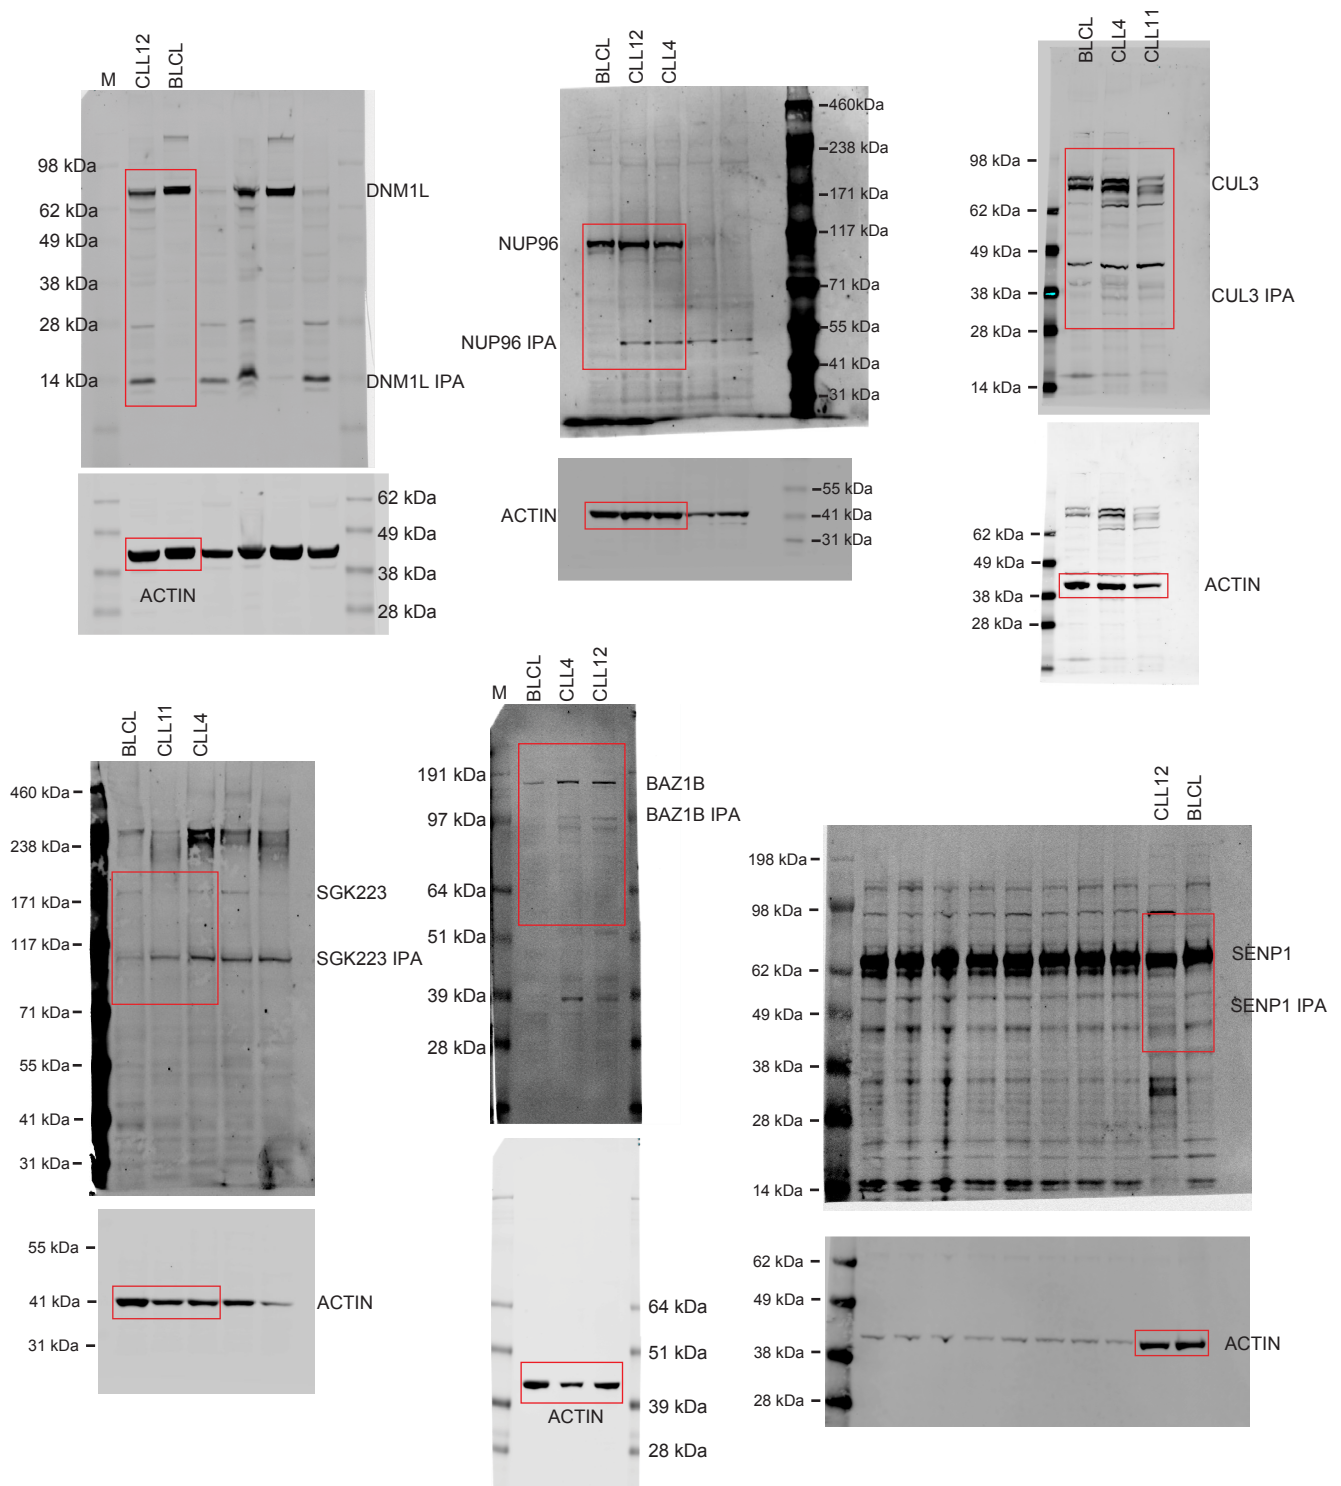 M
CLL12
BLCL
98 kDa
62 kDa
49 kDa
38 kDa
28 kDa
14 kDa
DNM1L
DNM1L IPA
62 kDa
49 kDa
38 kDa
28 kDa
ACTIN
BLCL
CLL12
CLL4
NUP96
NUP96 IPA
460kDa
238 kDa
171 kDa
117 kDa
71 kDa
55 kDa
41 kDa
31 kDa
ACTIN
55 kDa
41 kDa
31 kDa
BLCL
CLL4
CLL11
98 kDa
62 kDa
49 kDa
38 kDa
28 kDa
14 kDa
CUL3
CUL3 IPA
62 kDa
49 kDa
38 kDa
28 kDa
ACTIN
BLCL
CLL11
CLL4
460 kDa
238 kDa
171 kDa
117 kDa
71 kDa
55 kDa
41 kDa
31 kDa
SGK223
SGK223 IPA
55 kDa
41 kDa
31 kDa
ACTIN
M
BLCL
CLL4
CLL12
191 kDa
97 kDa
64 kDa
51 kDa
39 kDa
28 kDa
BAZ1B
BAZ1B IPA
64 kDa
51 kDa
39 kDa
28 kDa
ACTIN
CLL12
BLCL
198 kDa
98 kDa
62 kDa
49 kDa
38 kDa
28 kDa
14 kDa
SENP1
SENP1 IPA
62 kDa
49 kDa
38 kDa
28 kDa
ACTIN